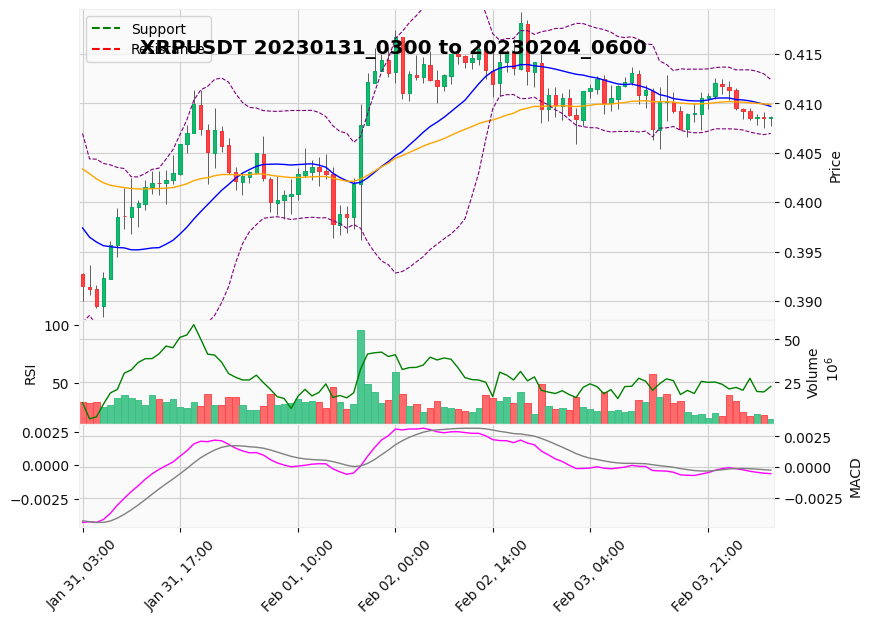 XRPUSDT 20230131_0300 to 20230204_0600
Support
Resistance
0.415
0.410
0.405
0.400
0.395
0.390
Price
100
50
RSI
50
25
Volume
10^6
0.0025
0.0000
−0.0025
0.0025
0.0000
−0.0025
MACD
Jan 31, 03:00
Jan 31, 17:00
Feb 01, 10:00
Feb 02, 00:00
Feb 02, 14:00
Feb 03, 04:00
Feb 03, 21:00